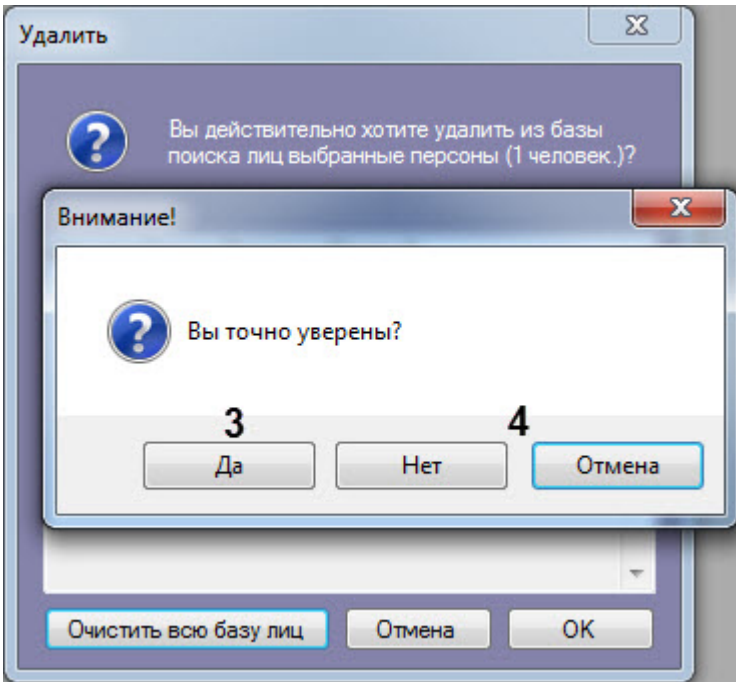 Удалить
Вы действительно хотите удалить из базы
поиска лиц выбранные персоны (1 человек.)?
Внимание!
Вы точно уверены?
3 4
Да Нет Отмена
Очистить всю базу лиц Отмена OK